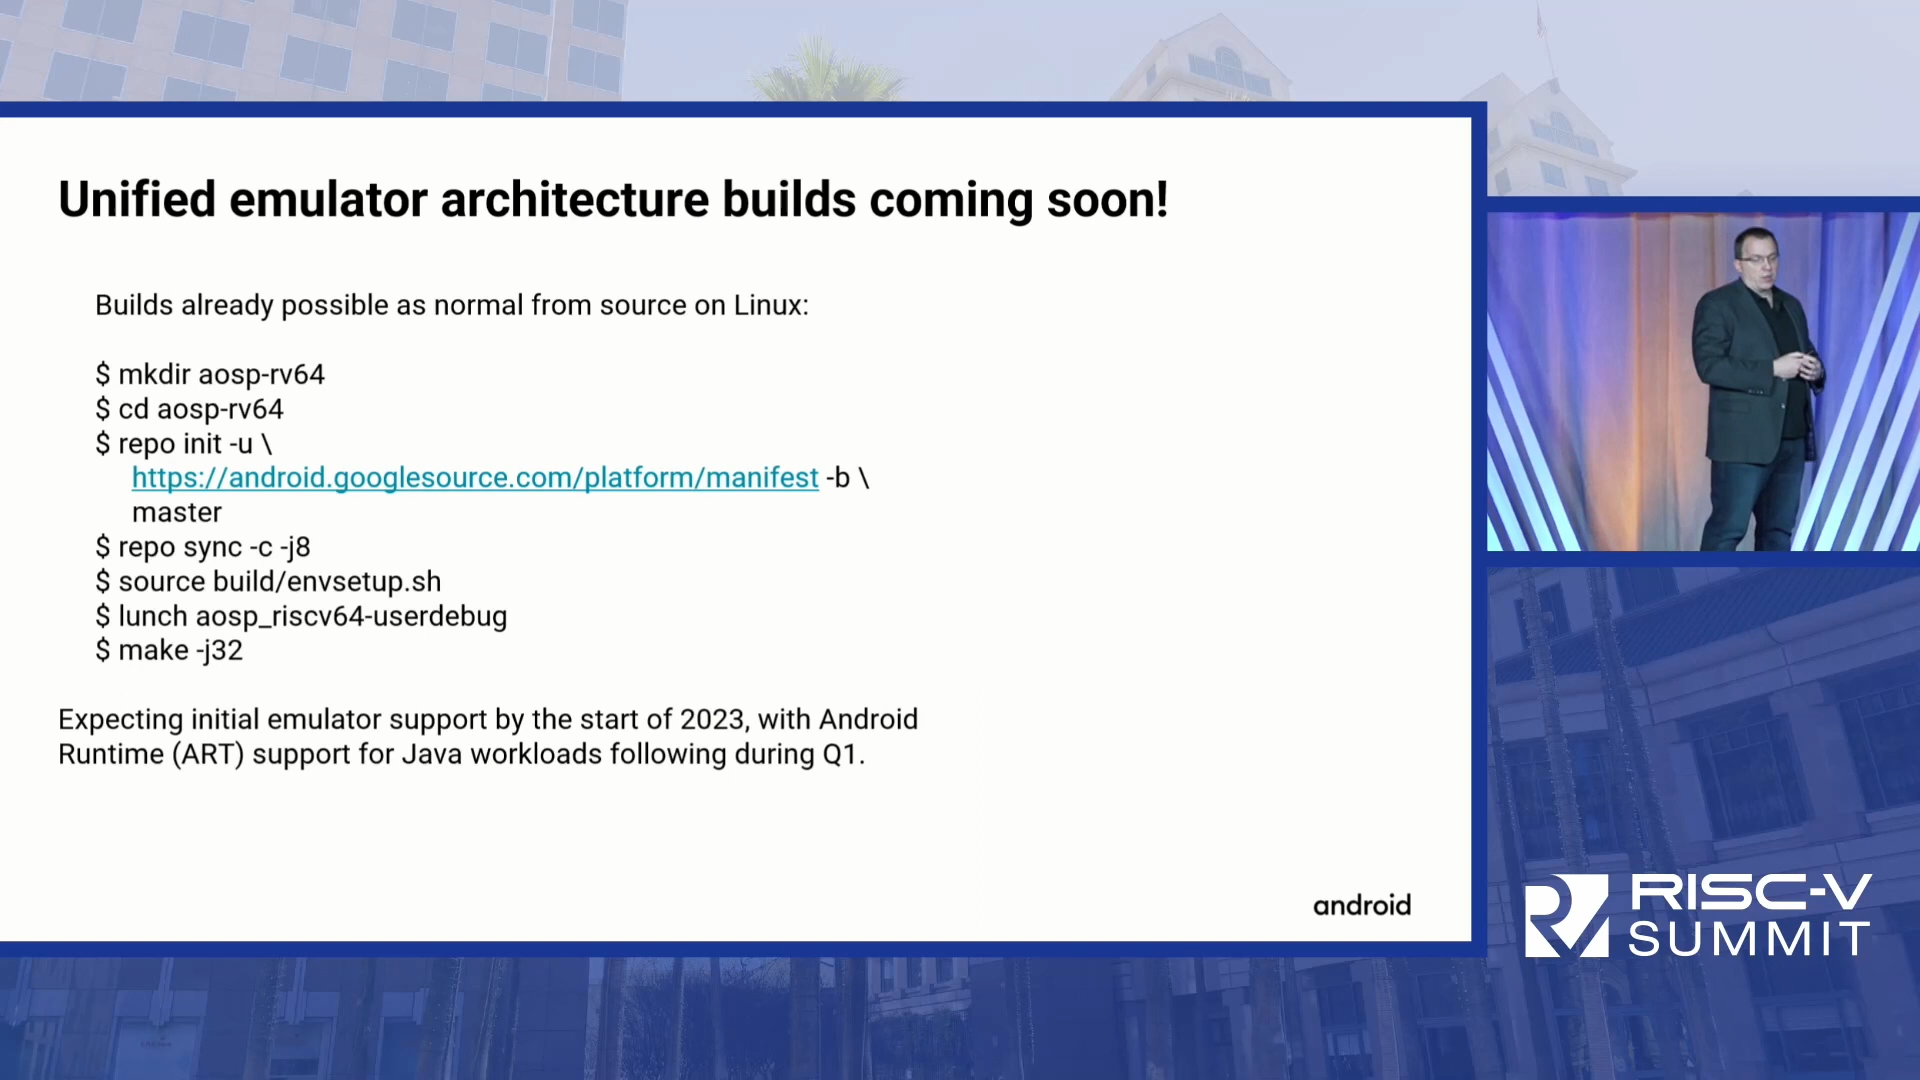 Unified emulator architecture builds coming soon!
Builds already possible as normal from source on Linux:
$ mkdir aosp-rv64
$ cd aosp-rv64
$ repo init -u \
https://android.googlesource.com/platform/manifest -b \
master
$ repo sync -c -j8
$ source build/envsetup.sh
$ lunch aosp_riscv64-userdebug
$ make -j32
Expecting initial emulator support by the start of 2023, with Android
Runtime (ART) support for Java workloads following during Q1.
android
RISC-V
SUMMIT